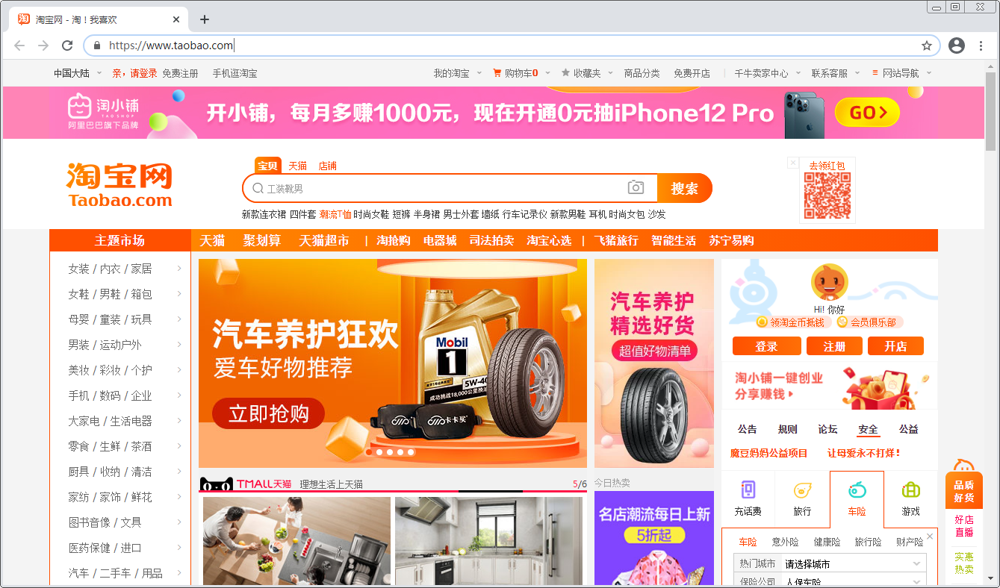 淘宝网 - 淘！我喜欢
https://www.taobao.com
中国大陆 亲，请登录 免费注册 手机逛淘宝 我的淘宝 购物车0 收藏夹 商品分类 免费开店 千牛卖家中心 联系客服 网站导航
淘小铺
TAOSHOP
阿里巴巴旗下品牌
开小铺，每月多赚1000元，现在开通0元抽iPhone12 Pro
GO
淘宝网
Taobao.com
宝贝 天猫 店铺
工装靴男
搜索
新款连衣裙 四件套 潮流T恤 时尚女鞋 短裤 半身裙 男士外套 墙纸 行车记录仪 新款男鞋 耳机 时尚女包 沙发
去领红包
主题市场 天猫 聚划算 天猫超市 | 淘抢购 电器城 司法拍卖 淘宝心选 | 飞猪旅行 智能生活 苏宁易购
女装 / 内衣 / 家居
女鞋 / 男鞋 / 箱包
母婴 / 童装 / 玩具
男装 / 运动户外
美妆 / 彩妆 / 个护
手机 / 数码 / 企业
大家电 / 生活电器
零食 / 生鲜 / 茶酒
厨具 / 收纳 / 清洁
家纺 / 家饰 / 鲜花
图书音像 / 文具
医药保健 / 进口
汽车 / 二手车 / 用品
汽车养护狂欢
爱车好物推荐
立即抢购
Mobil
1
5W-40
成功挑战18,000公里换油
卡卡买
TMALL天猫 理想生活上天猫 5/6
汽车养护
精选好货
超值好物清单
今日热卖
名店潮流每日上新
5折起
Hi! 你好
领淘金币抵钱 会员俱乐部
登录 注册 开店
淘小铺一键创业
分享赚钱
公告 规则 论坛 安全 公益
魔豆妈妈公益项目 让母爱永不打烊！
充话费 旅行 车险 游戏
车险 意外险 健康险 旅行险 财产险
热门城市 请选择城市
保险公司 人保车险
品质
好货
好店
直播
实惠
热卖